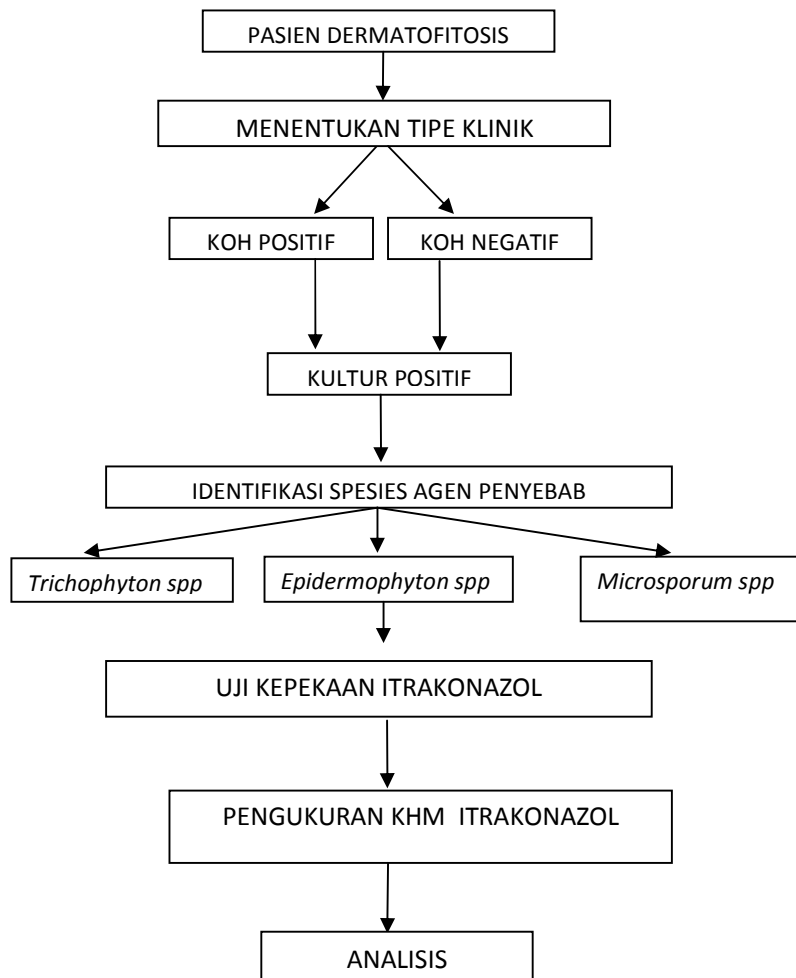 PASIEN DERMATOFITOSIS
MENENTUKAN TIPE KLINIK
KOH POSITIF
KOH NEGATIF
KULTUR POSITIF
IDENTIFIKASI SPESIES AGEN PENYEBAB
Trichophyton spp
Epidermophyton spp
Microsporum spp
UJI KEPEKAAN ITRAKONAZOL
PENGUKURAN KHM ITRAKONAZOL
ANALISIS